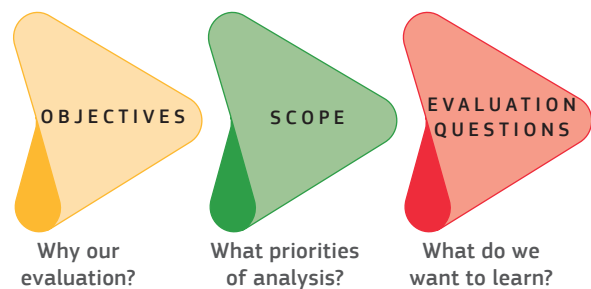 OBJECTIVES
SCOPE
EVALUATION
QUESTIONS
Why our
evaluation?
What priorities
of analysis?
What do we
want to learn?